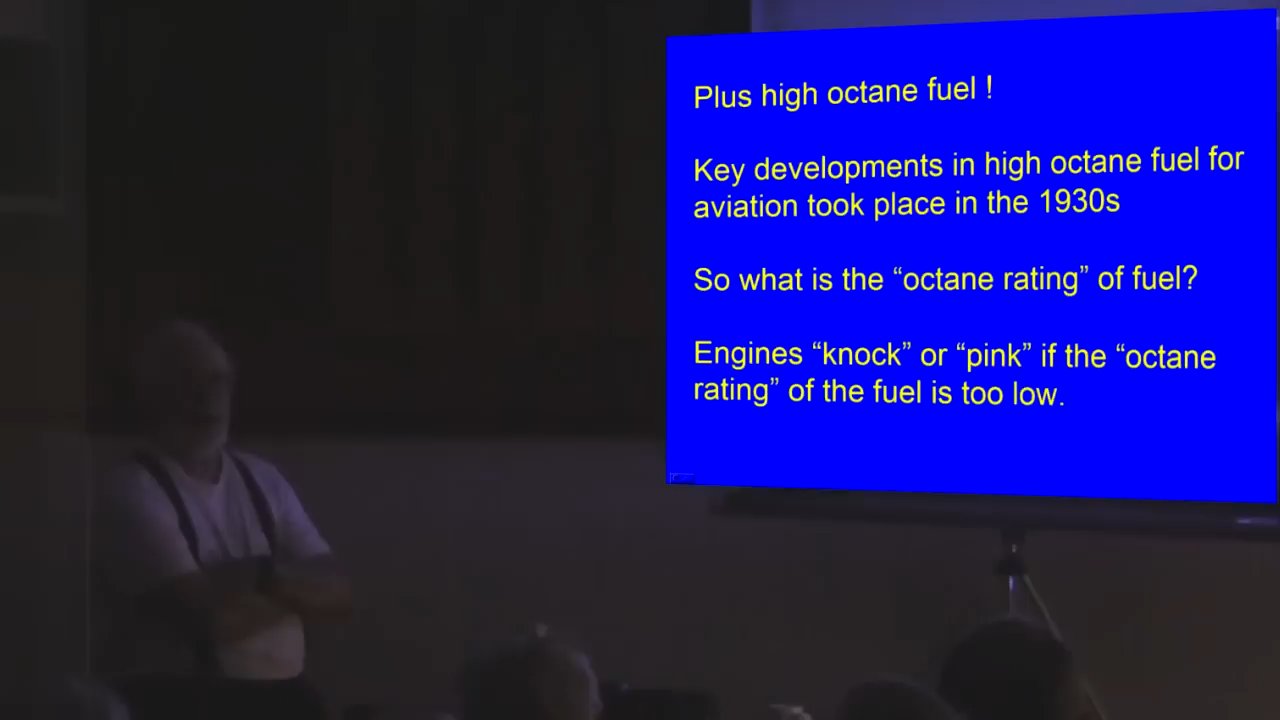 Plus high octane fuel !
Key developments in high octane fuel for
aviation took place in the 1930s
So what is the “octane rating” of fuel?
Engines “knock” or “pink” if the “octane
rating” of the fuel is too low.